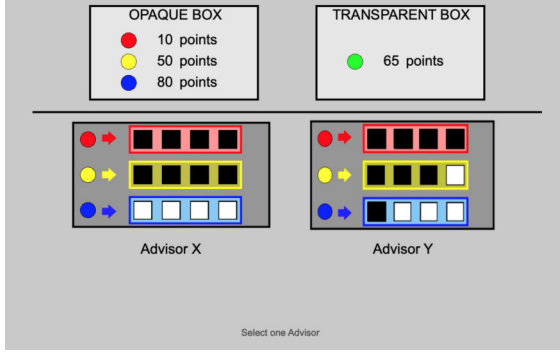 OPAQUE BOX
10 points
50 points
80 points
TRANSPARENT BOX
65 points
Advisor X
Advisor Y
Select one Advisor